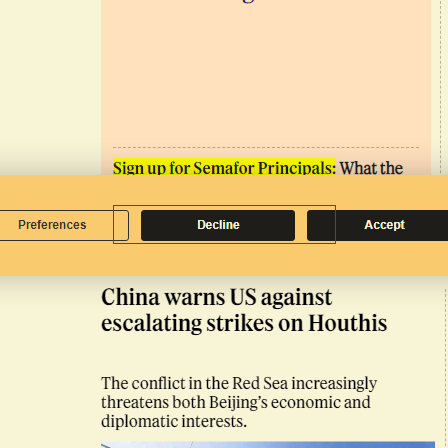 Sign up for Semafor Principals: What the
Preferences
Decline
Accept
China warns US against
escalating strikes on Houthis
The conflict in the Red Sea increasingly
threatens both Beijing's economic and
diplomatic interests.